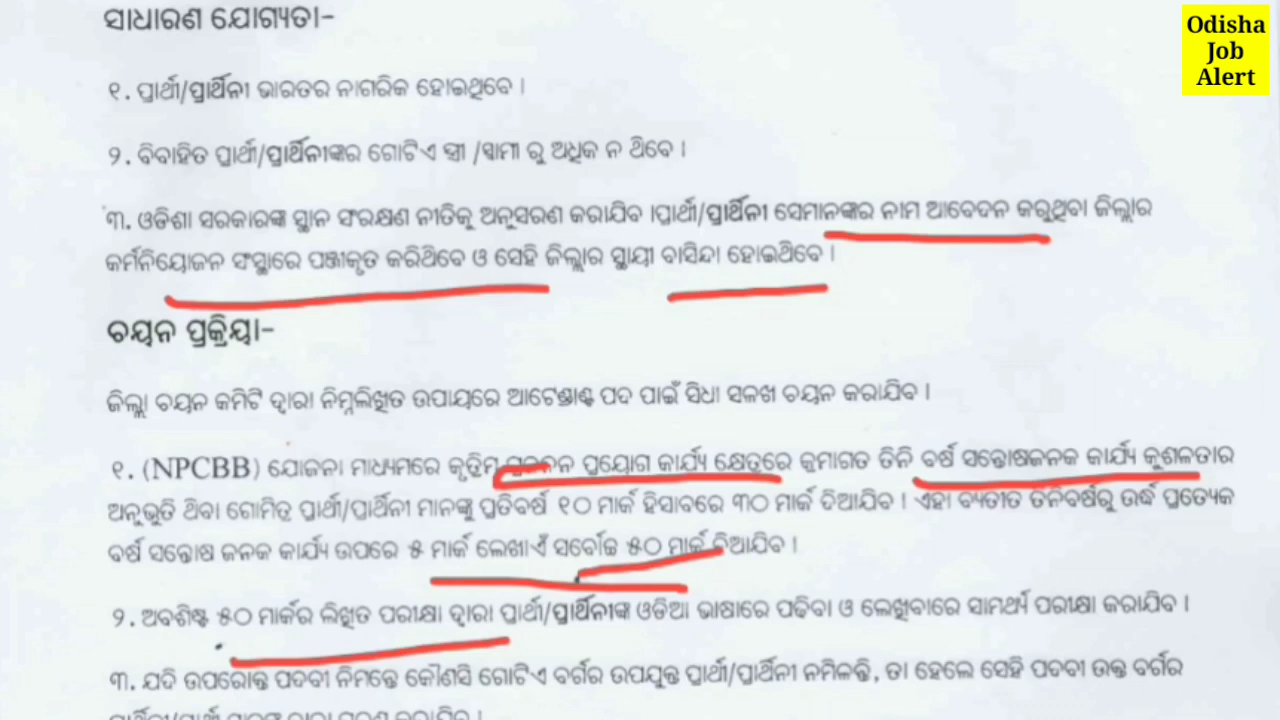 ସାଧାରଣ ଯୋଗ୍ୟତା-
Odisha
Job
Alert
୧. ପ୍ରାର୍ଥୀ/ପ୍ରାର୍ଥିନୀ ଭାରତର ନାଗରିକ ହୋଇଥିବେ ।
୨. ବିବାହିତ ପ୍ରାର୍ଥୀ/ପ୍ରାର୍ଥିନୀଙ୍କର ଗୋଟିଏ ସ୍ତ୍ରୀ /ସ୍ଵାମୀ ରୁ ଅଧିକ ନ ଥିବେ ।
୩. ଓଡିଶା ସରକାରଙ୍କ ସ୍ଥାନ ସଂରକ୍ଷଣ ନୀତିକୁ ଅନୁସରଣ କରାଯିବ ।ପ୍ରାର୍ଥୀ/ପ୍ରାର୍ଥିନୀ ସେମାନଙ୍କର ନାମ ଆବେଦନ କରୁଥିବା ଜିଲ୍ଲାର
କର୍ମନିୟୋଜନ ସଂସ୍ଥାରେ ପଞ୍ଜୀକୃତ କରିଥିବେ ଓ ସେହି ଜିଲ୍ଲାର ସ୍ଥାୟୀ ବାସିନ୍ଦା ହୋଇଥିବେ ।
ଚୟନ ପ୍ରକ୍ରିୟା-
ଜିଲ୍ଲା ଚୟନ କମିଟି ଦ୍ଵାରା ନିମ୍ନଲିଖିତ ଉପାୟରେ ଆଟେଣ୍ଡାଣ୍ଟ ପଦ ପାଇଁ ସିଧା ସଳଖ ଚୟନ କରାଯିବ ।
୧. (NPCBB) ଯୋଜନା ମାଧ୍ୟମରେ କୃତ୍ରିମ ପ୍ରଜନନ ପ୍ରୟୋଗ କାର୍ଯ୍ୟ କ୍ଷେତ୍ରରେ କ୍ରମାଗତ ତିନି ବର୍ଷ ସନ୍ତୋଷଜନକ କାର୍ଯ୍ୟ କୁଶଳତାର
ଅନୁଭୂତି ଥିବା ଗୋମିତ୍ର ପ୍ରାର୍ଥୀ/ପ୍ରାର୍ଥିନୀ ମାନଙ୍କୁ ପ୍ରତିବର୍ଷ ୧୦ ମାର୍କ ହିସାବରେ ୩୦ ମାର୍କ ଦିଆଯିବ । ଏହା ବ୍ୟତୀତ ତିନିବର୍ଷରୁ ଉର୍ଦ୍ଧ ପ୍ରତ୍ୟେକ
ବର୍ଷ ସନ୍ତୋଷ ଜନକ କାର୍ଯ୍ୟ ଉପରେ ୫ ମାର୍କ ଲେଖାଏଁ ସର୍ବୋଚ୍ଚ ୫୦ ମାର୍କ ଦିଆଯିବ ।
୨. ଅବଶିଷ୍ଟ ୫୦ ମାର୍କର ଲିଖିତ ପରୀକ୍ଷା ଦ୍ଵାରା ପ୍ରାର୍ଥୀ/ପ୍ରାର୍ଥିନୀଙ୍କ ଓଡିଆ ଭାଷାରେ ପଢିବା ଓ ଲେଖିବାରେ ସାମର୍ଥ୍ୟ ପରୀକ୍ଷା କରାଯିବ ।
୩. ଯଦି ଉପରୋକ୍ତ ପଦବୀ ନିମନ୍ତେ କୌଣସି ଗୋଟିଏ ବର୍ଗର ଉପଯୁକ୍ତ ପ୍ରାର୍ଥୀ/ପ୍ରାର୍ଥିନୀ ନମିଳନ୍ତି, ତା ହେଲେ ସେହି ପଦବୀ ଉକ୍ତ ବର୍ଗର